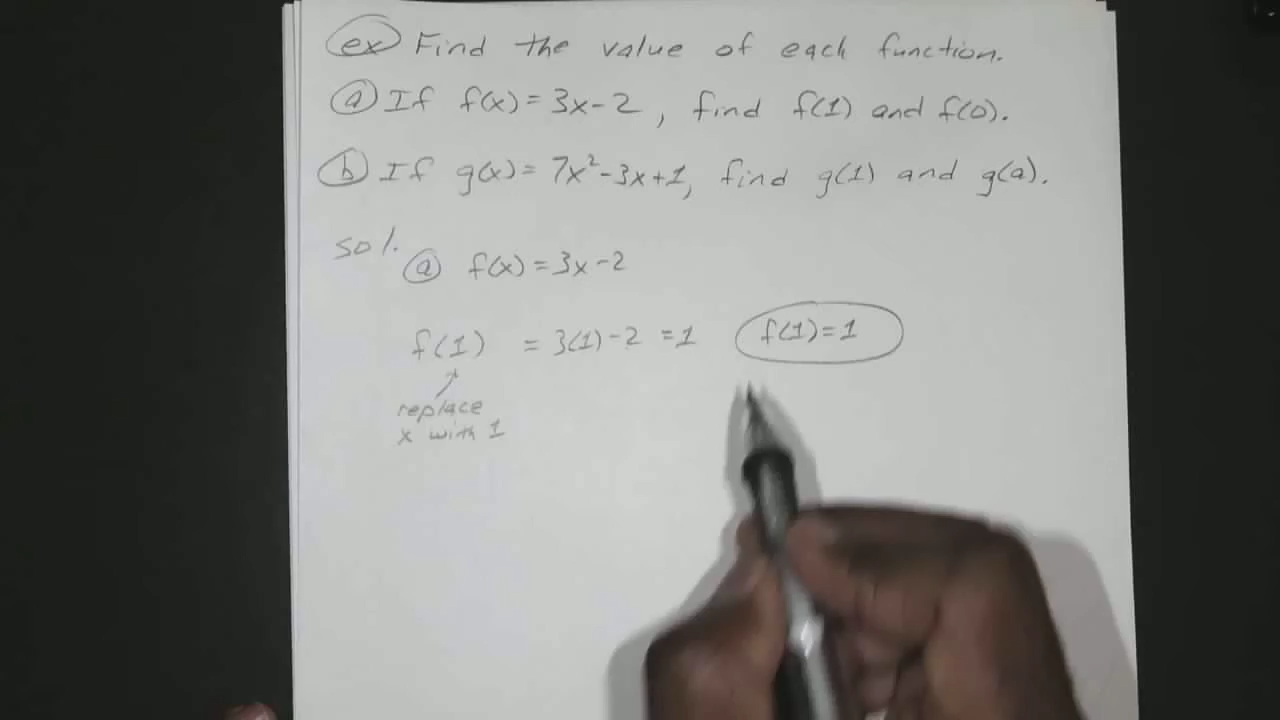 ex Find the value of each function.
a If f(x) = 3x - 2, find f(1) and f(0).
b If g(x) = 7x² - 3x + 1, find g(1) and g(a).
sol.
a f(x) = 3x - 2
f(1) = 3(1) - 2 = 1 f(1) = 1
replace
x with 1